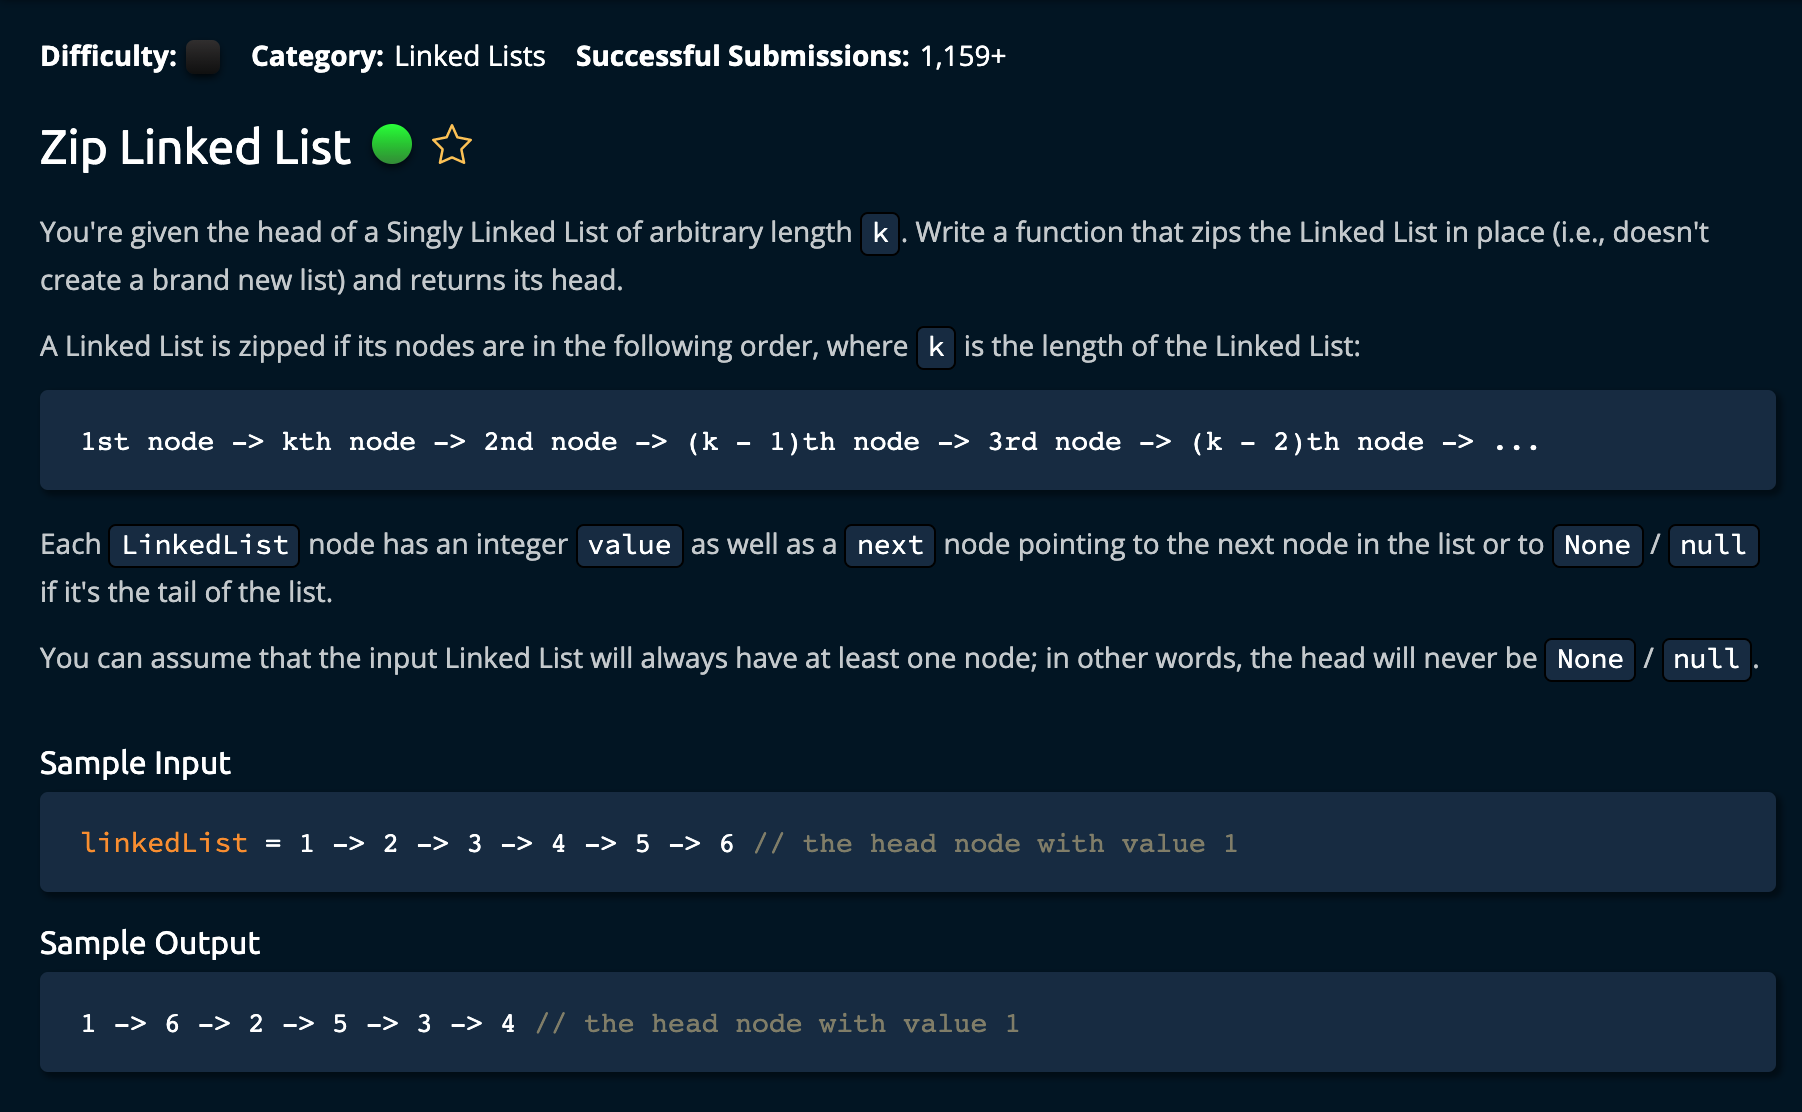 Difficulty: Category: Linked Lists Successful Submissions: 1,159+
Zip Linked List
You're given the head of a Singly Linked List of arbitrary length k. Write a function that zips the Linked List in place (i.e., doesn't
create a brand new list) and returns its head.
A Linked List is zipped if its nodes are in the following order, where k is the length of the Linked List:
1st node -> kth node -> 2nd node -> (k - 1)th node -> 3rd node -> (k - 2)th node -> ...
Each LinkedList node has an integer value as well as a next node pointing to the next node in the list or to None / null
if it's the tail of the list.
You can assume that the input Linked List will always have at least one node; in other words, the head will never be None / null.
Sample Input
linkedList = 1 -> 2 -> 3 -> 4 -> 5 -> 6 // the head node with value 1
Sample Output
1 -> 6 -> 2 -> 5 -> 3 -> 4 // the head node with value 1